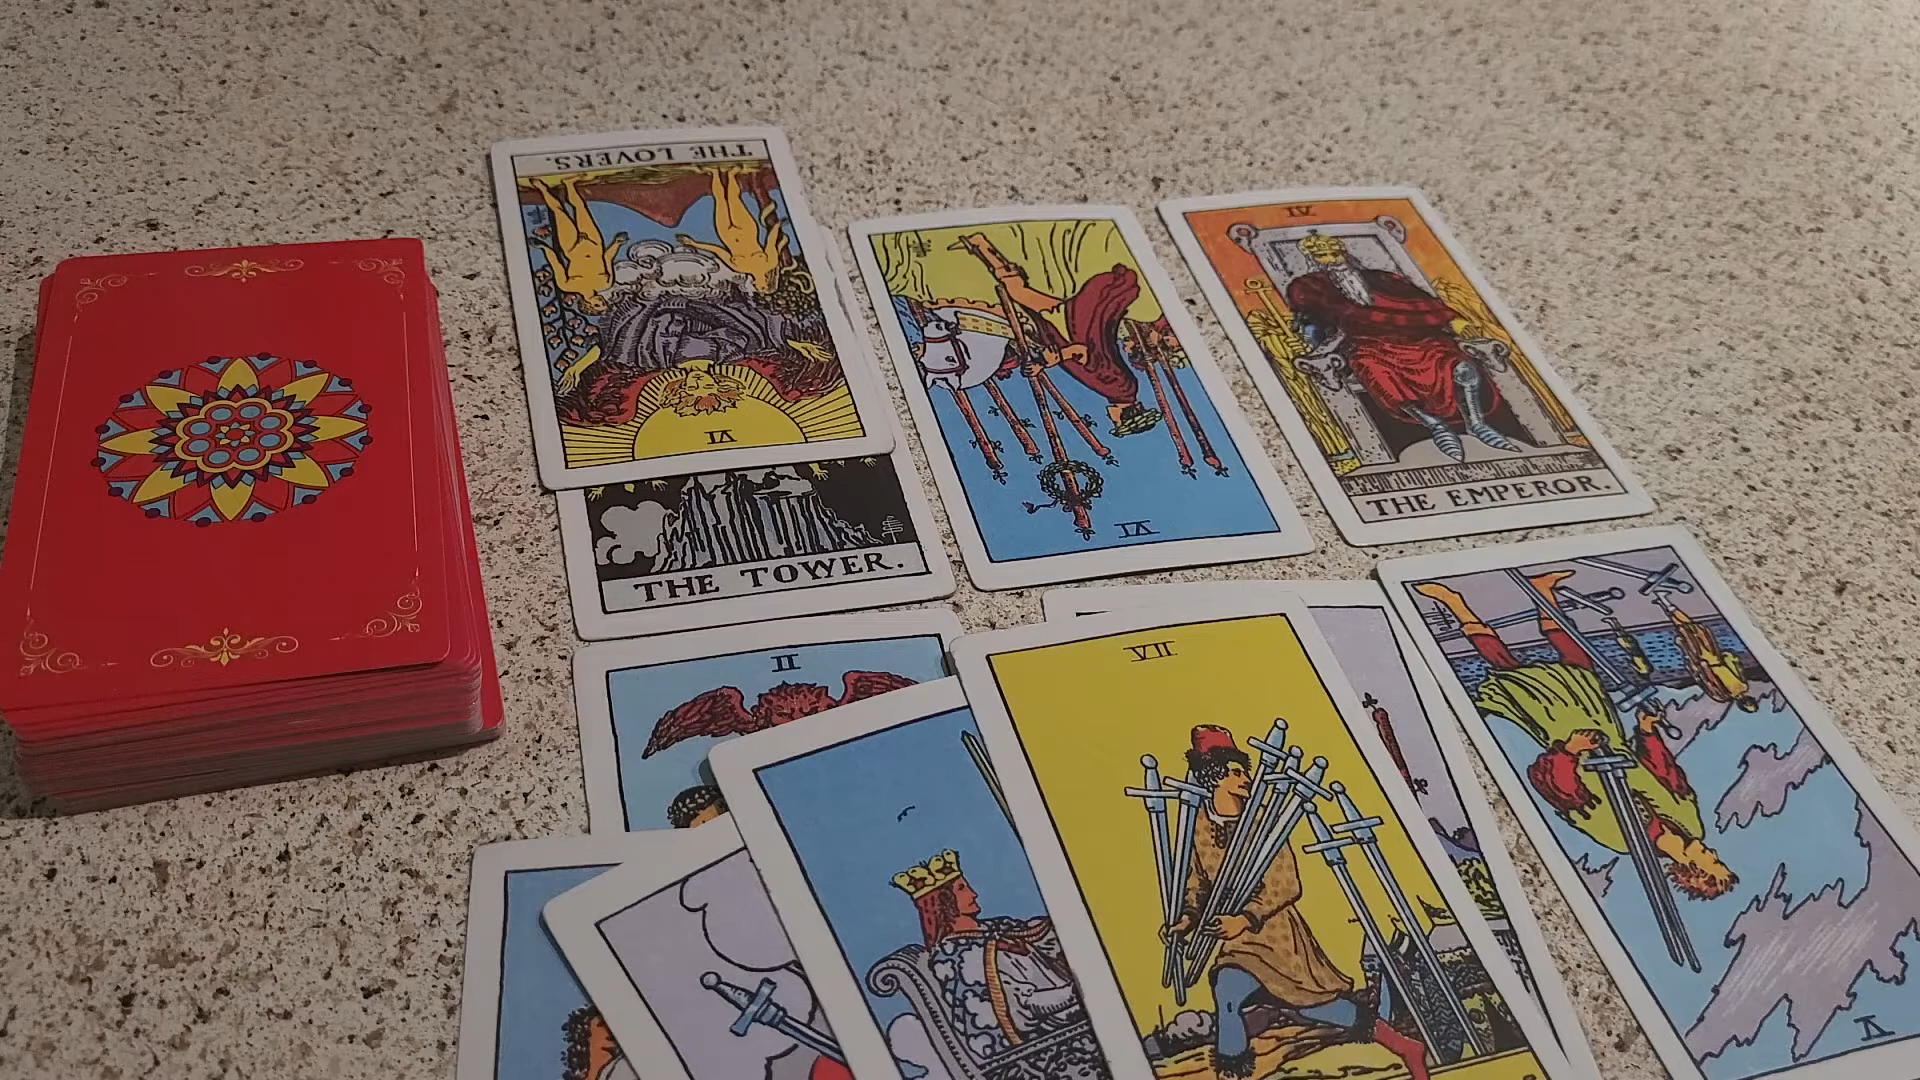 THE LOVERS.
VI
VI
IV
THE EMPEROR.
THE TOWER.
II
VII
V